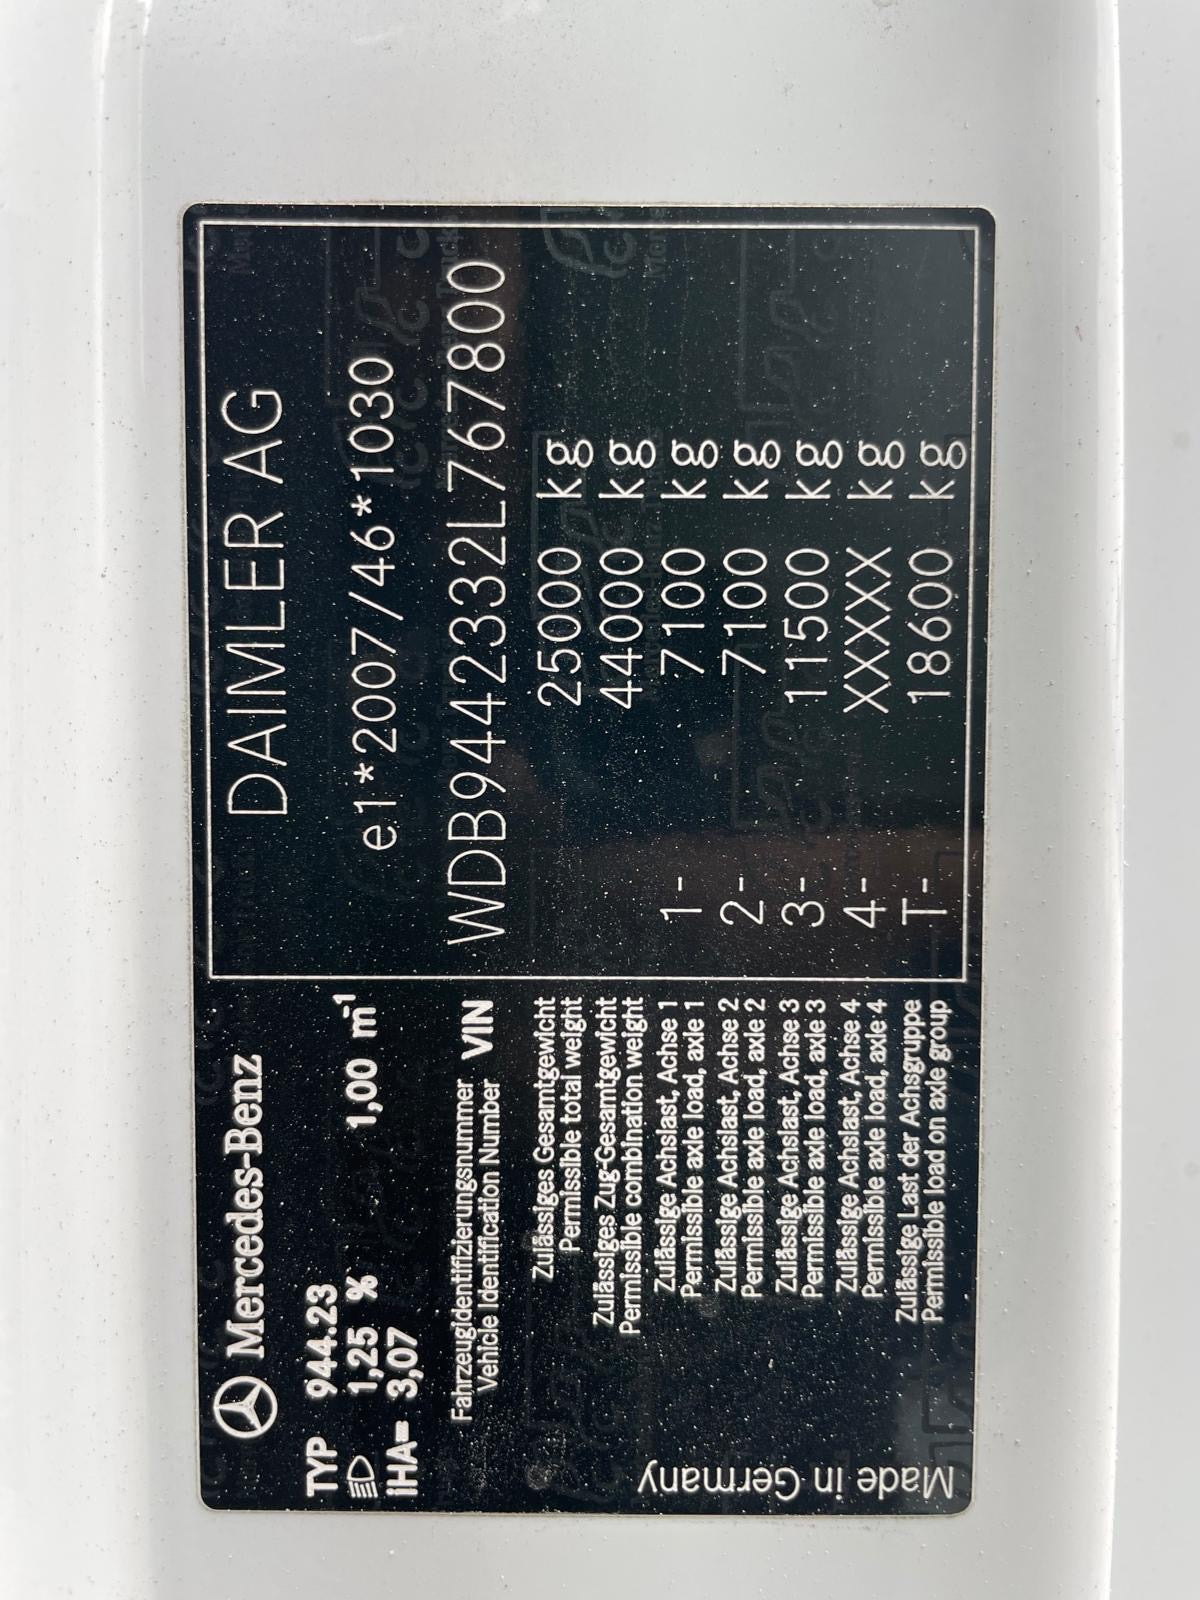 Mercedes-Benz
DAIMLER AG
TYP 944.23
1,25 % 1,00 m-1
iHA= 3,07
e1*2007/46*1030
Fahrzeugidentifizierungsnummer
Vehicle Identification Number VIN
WDB9442332L767800
Zulässiges Gesamtgewicht
Permissible total weight
25000 kg
Zulässiges Zug-Gesamtgewicht
Permissible combination weight
44000 kg
Zulässige Achslast, Achse 1
Permissible axle load, axle 1
1- 7100 kg
Zulässige Achslast, Achse 2
Permissible axle load, axle 2
2- 7100 kg
Zulässige Achslast, Achse 3
Permissible axle load, axle 3
3- 11500 kg
Zulässige Achslast, Achse 4
Permissible axle load, axle 4
4- XXXXX kg
Zulässige Last der Achsgruppe
Permissible load on axle group
T- 18600 kg
Made in Germany